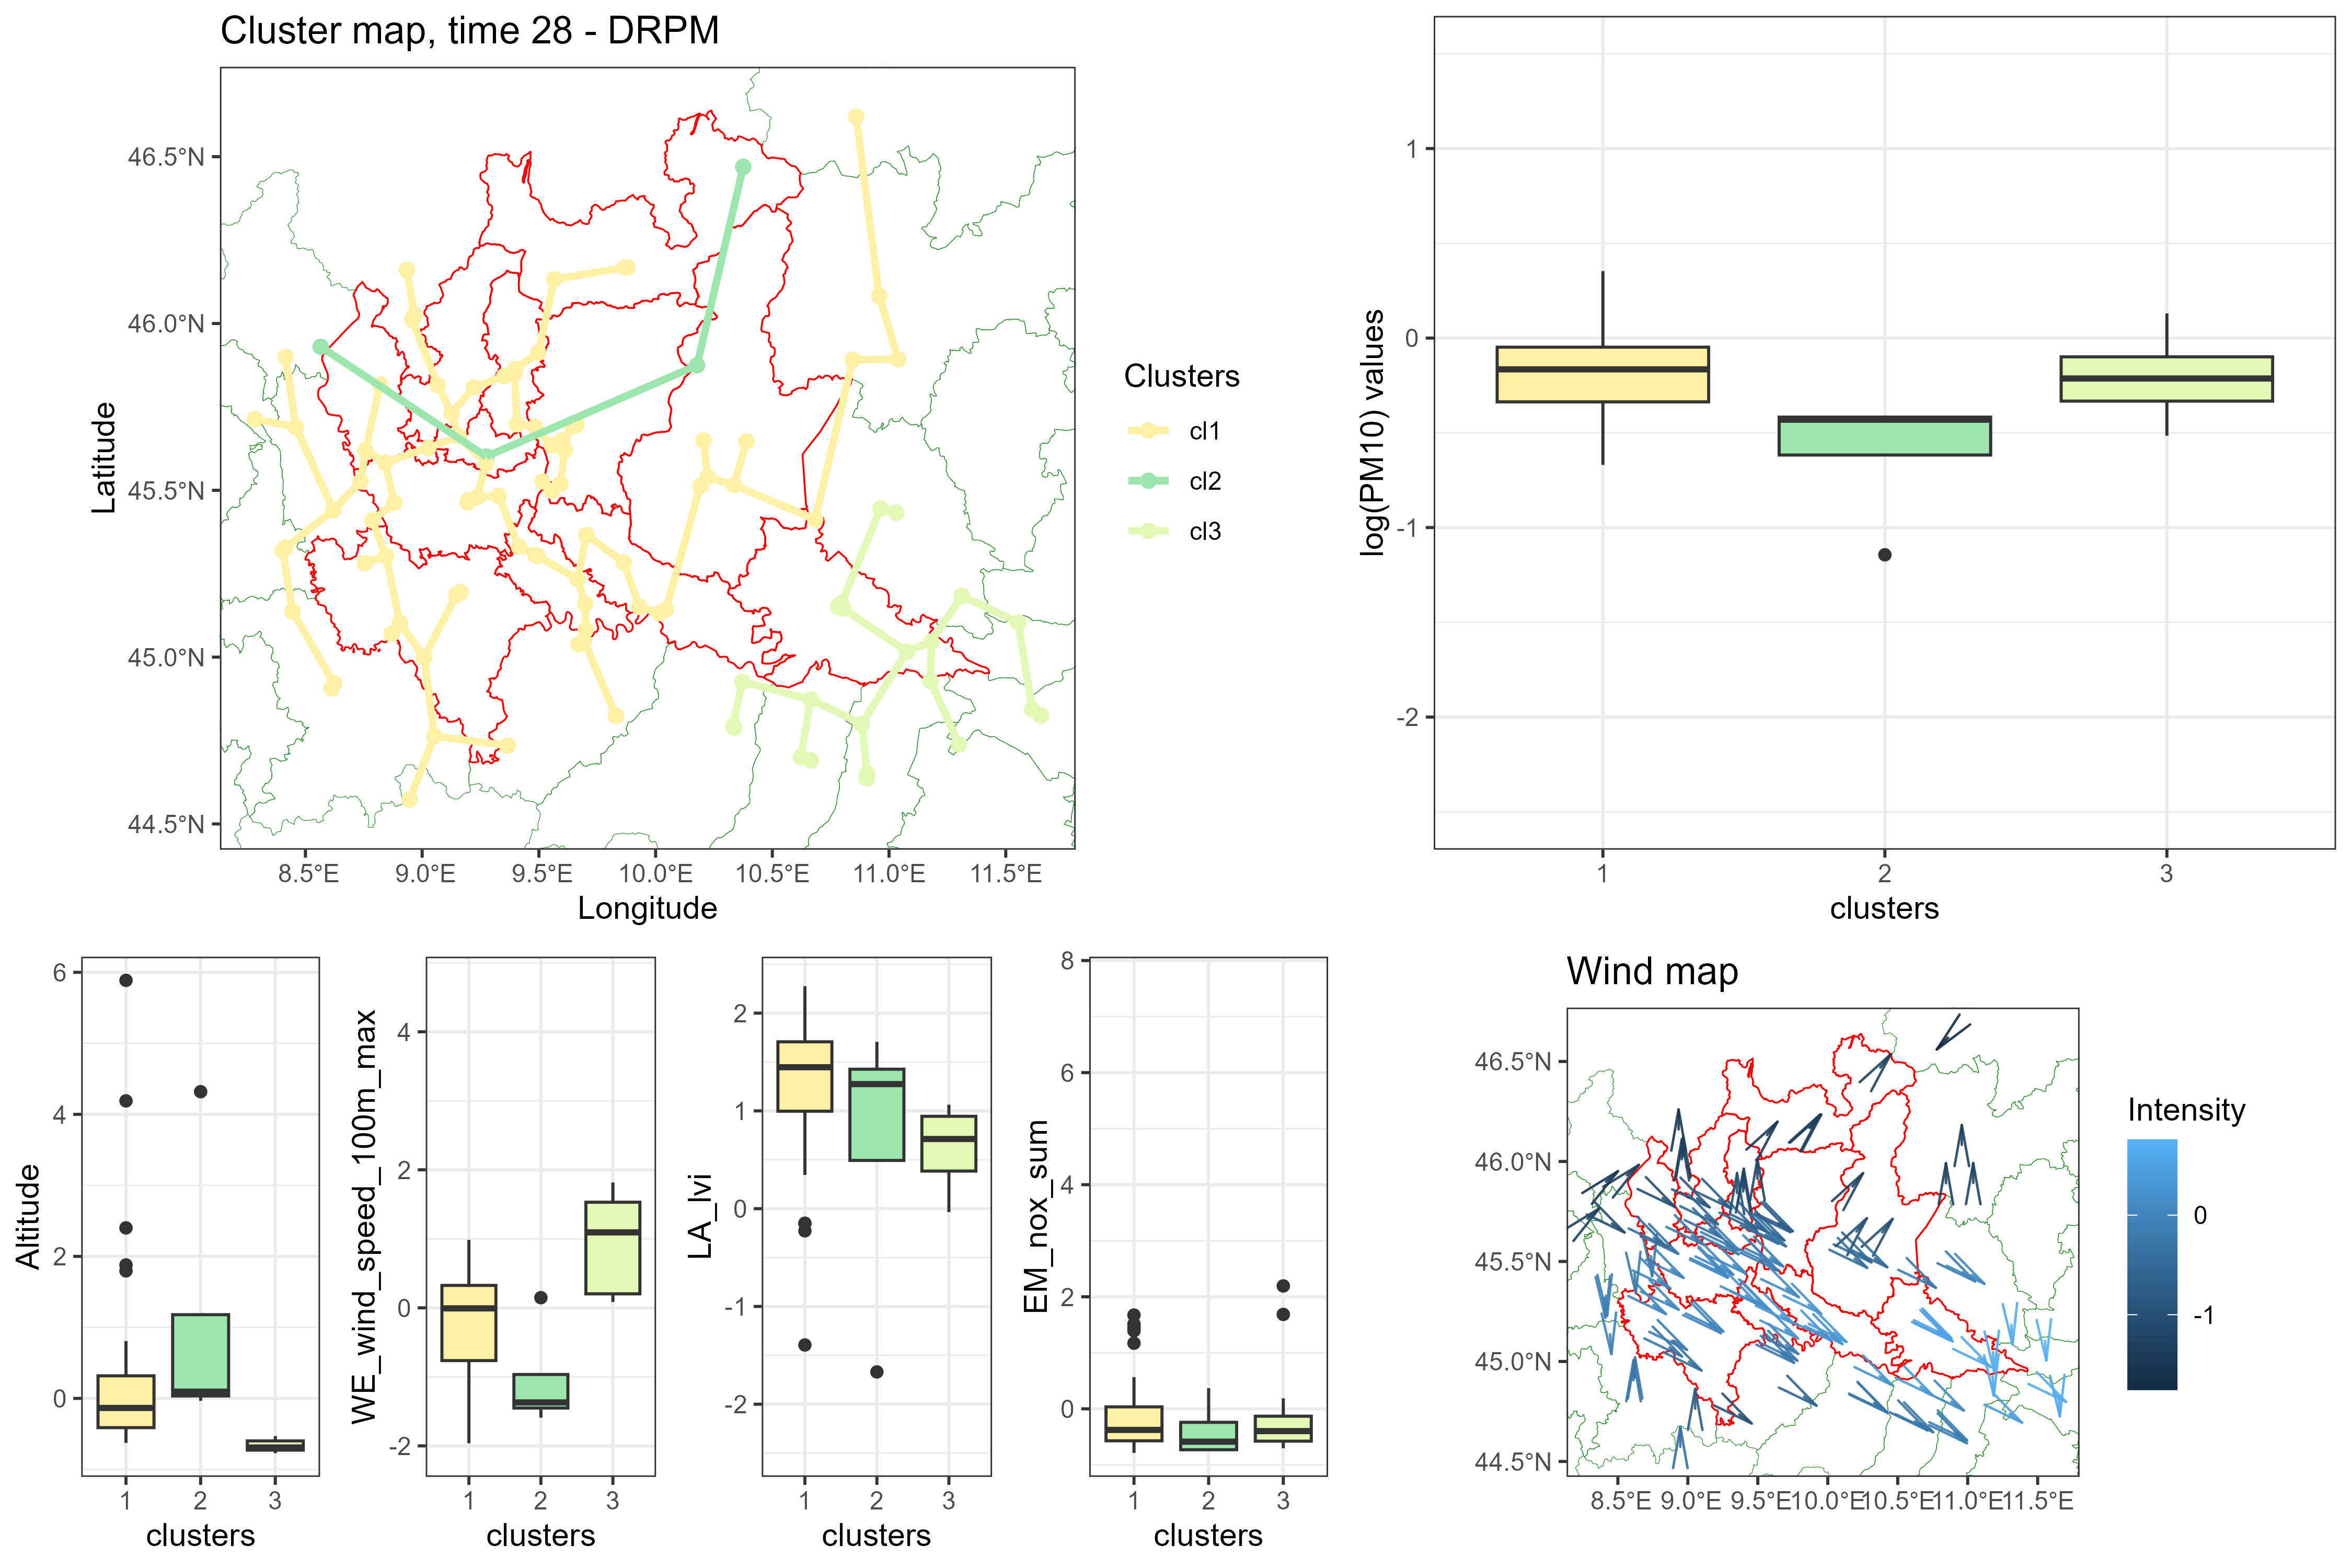 Cluster map, time 28 - DRPM
46.5°N
46.0°N
45.5°N
45.0°N
44.5°N
Latitude
8.5°E 9.0°E 9.5°E 10.0°E 10.5°E 11.0°E 11.5°E
Longitude
Clusters
cl1
cl2
cl3
log(PM10) values
1
0
-1
-2
1 2 3
clusters
Altitude
6
4
2
0
1 2 3
clusters
WE_wind_speed_100m_max
4
2
0
-2
1 2 3
clusters
LA_lvi
2
1
0
-1
-2
1 2 3
clusters
EM_nox_sum
8
6
4
2
0
1 2 3
clusters
Wind map
46.5°N
46.0°N
45.5°N
45.0°N
44.5°N
8.5°E 9.0°E 9.5°E 10.0°E 10.5°E 11.0°E 11.5°E
Intensity
0
-1